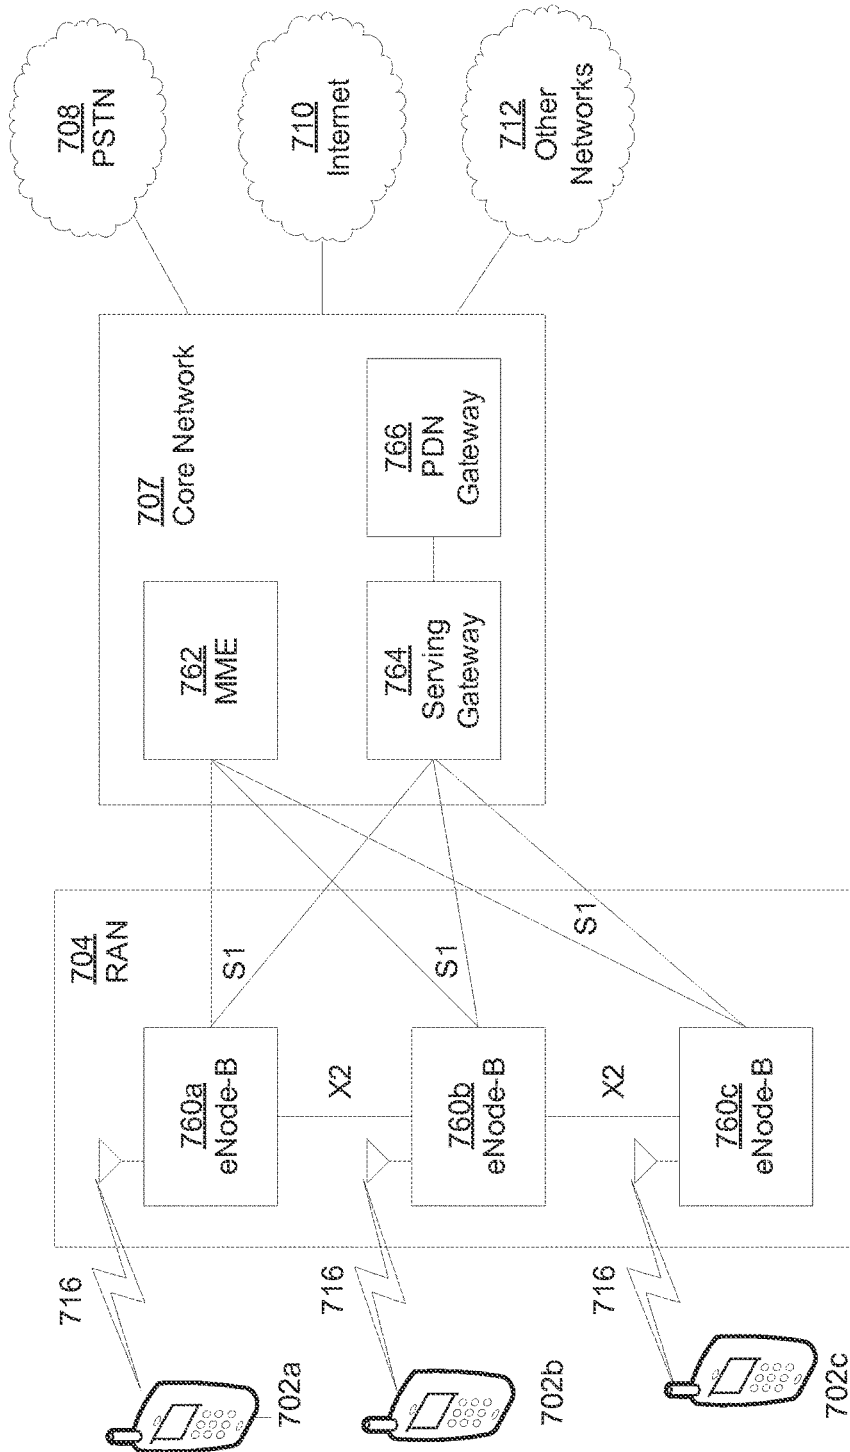 708
PSTN
710
Internet
712
Other
Networks
707
Core Network
762
MME
766
PDN
Gateway
764
Serving
Gateway
704
RAN
S1
S1
S1
760a
eNode-B
X2
760b
eNode-B
X2
760c
eNode-B
716
716
716
702a
702b
702c